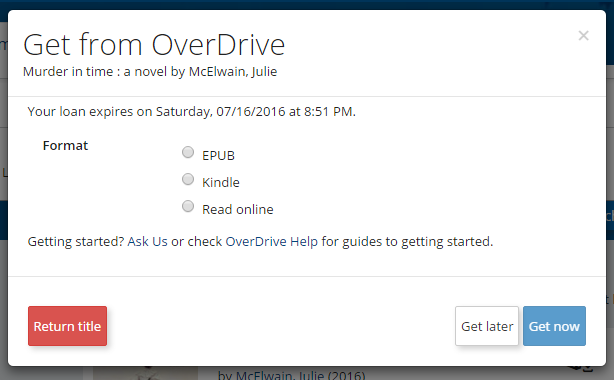 Get from OverDrive
×
Murder in time : a novel by McElwain, Julie
Your loan expires on Saturday, 07/16/2016 at 8:51 PM.
Format
EPUB
Kindle
Read online
Getting started? Ask Us or check OverDrive Help for guides to getting started.
Return title
Get later
Get now
by McElwain, Julie (2016)